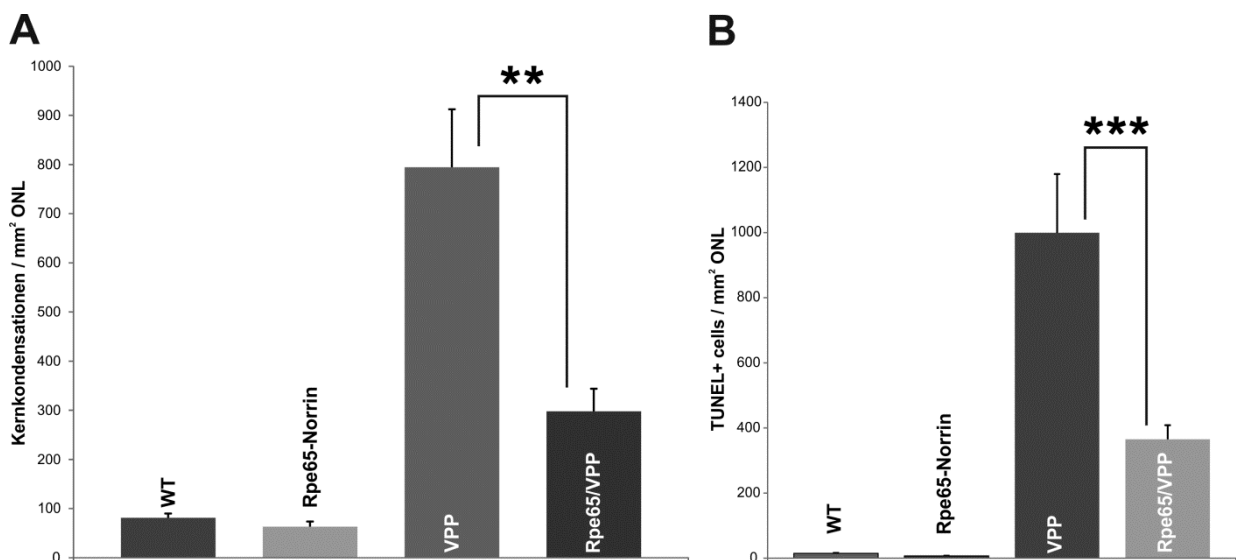 A
Kernkondensationen / mm² ONL
1000
900
800
700
600
500
400
300
200
100
0
WT
Rpe65-Norrin
VPP
Rpe65/VPP
**
B
TUNEL+ cells / mm² ONL
1400
1200
1000
800
600
400
200
0
WT
Rpe65-Norrin
VPP
Rpe65/VPP
***